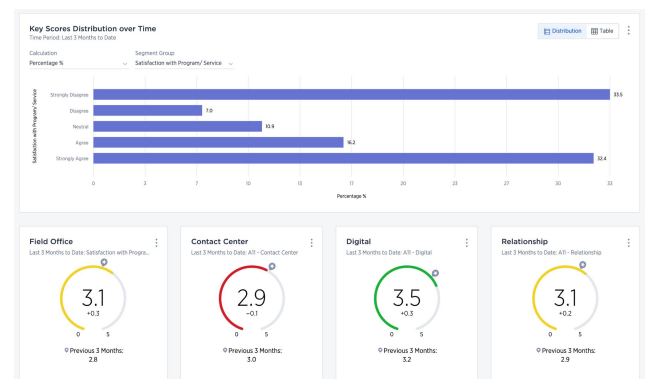 Key Scores Distribution over Time
Time Period: Last 3 Months to Date
Distribution Table
Calculation Segment Group
Percentage % Satisfaction with Program/ Service
Satisfaction with Program/ Service
Strongly Disagree 33.5
Disagree 7.0
Neutral 10.9
Agree 16.2
Strongly Agree 32.4
0 3 7 10 13 17 20 23 27 30 33
Percentage %
Field Office
Last 3 Months to Date: Satisfaction with Progra...
3.1
+0.3
0 5
Previous 3 Months:
2.8
Contact Center
Last 3 Months to Date: A11 - Contact Center
2.9
-0.1
0 5
Previous 3 Months:
3.0
Digital
Last 3 Months to Date: A11 - Digital
3.5
+0.3
0 5
Previous 3 Months:
3.2
Relationship
Last 3 Months to Date: A11 - Relationship
3.1
+0.2
0 5
Previous 3 Months:
2.9